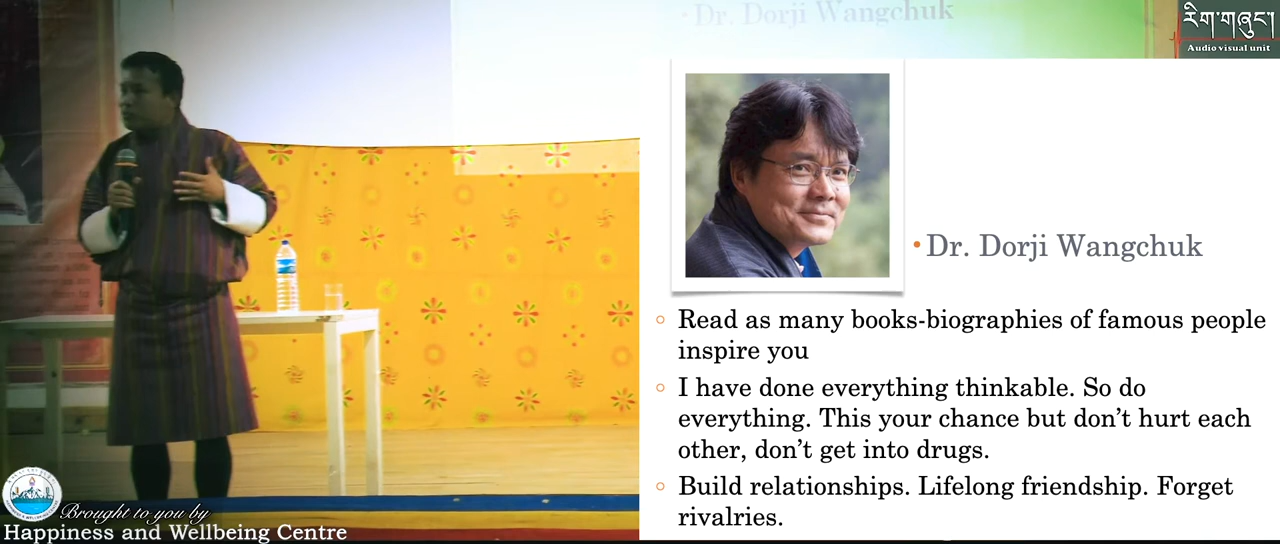 • Dr. Dorji Wangchuk
རིག་གཞུང་།
Audio visual unit
• Dr. Dorji Wangchuk
Read as many books-biographies of famous people
inspire you
I have done everything thinkable. So do
everything. This your chance but don’t hurt each
other, don’t get into drugs.
Build relationships. Lifelong friendship. Forget
rivalries.
Brought to you by
Happiness and Wellbeing Centre